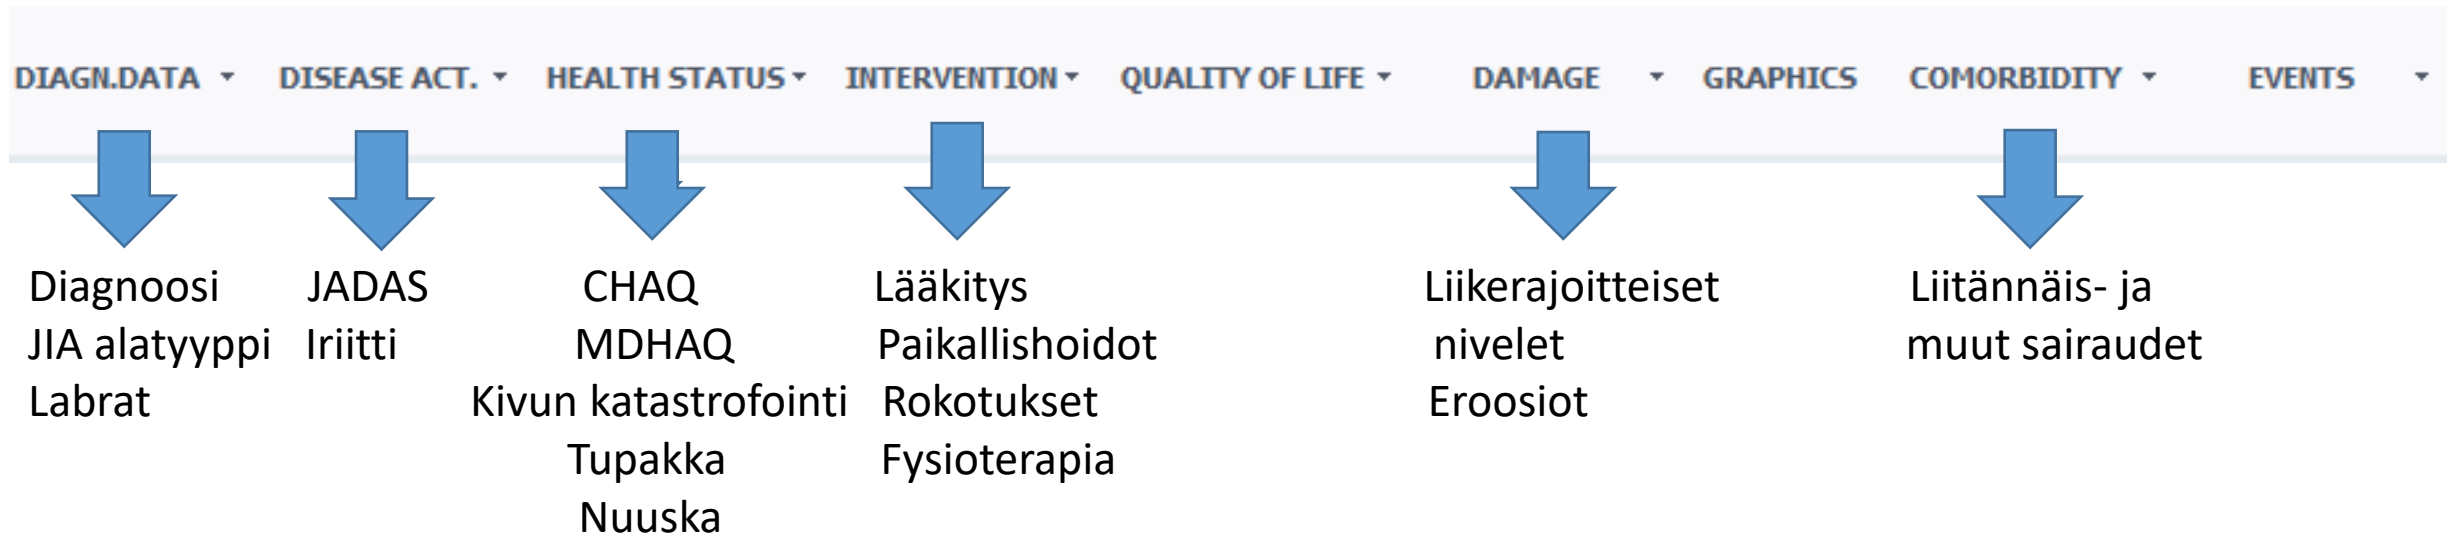 DIAGN.DATA DISEASE ACT. HEALTH STATUS INTERVENTION QUALITY OF LIFE DAMAGE GRAPHICS COMORBIDITY EVENTS
Diagnoosi
JIA alatyyppi
Labrat
JADAS
Iriitti
CHAQ
MDHAQ
Kivun katastrofointi
Tupakka
Nuuska
Lääkitys
Paikallishoidot
Rokotukset
Fysioterapia
Liikerajoitteiset
nivelet
Eroosiot
Liitännäis- ja
muut sairaudet